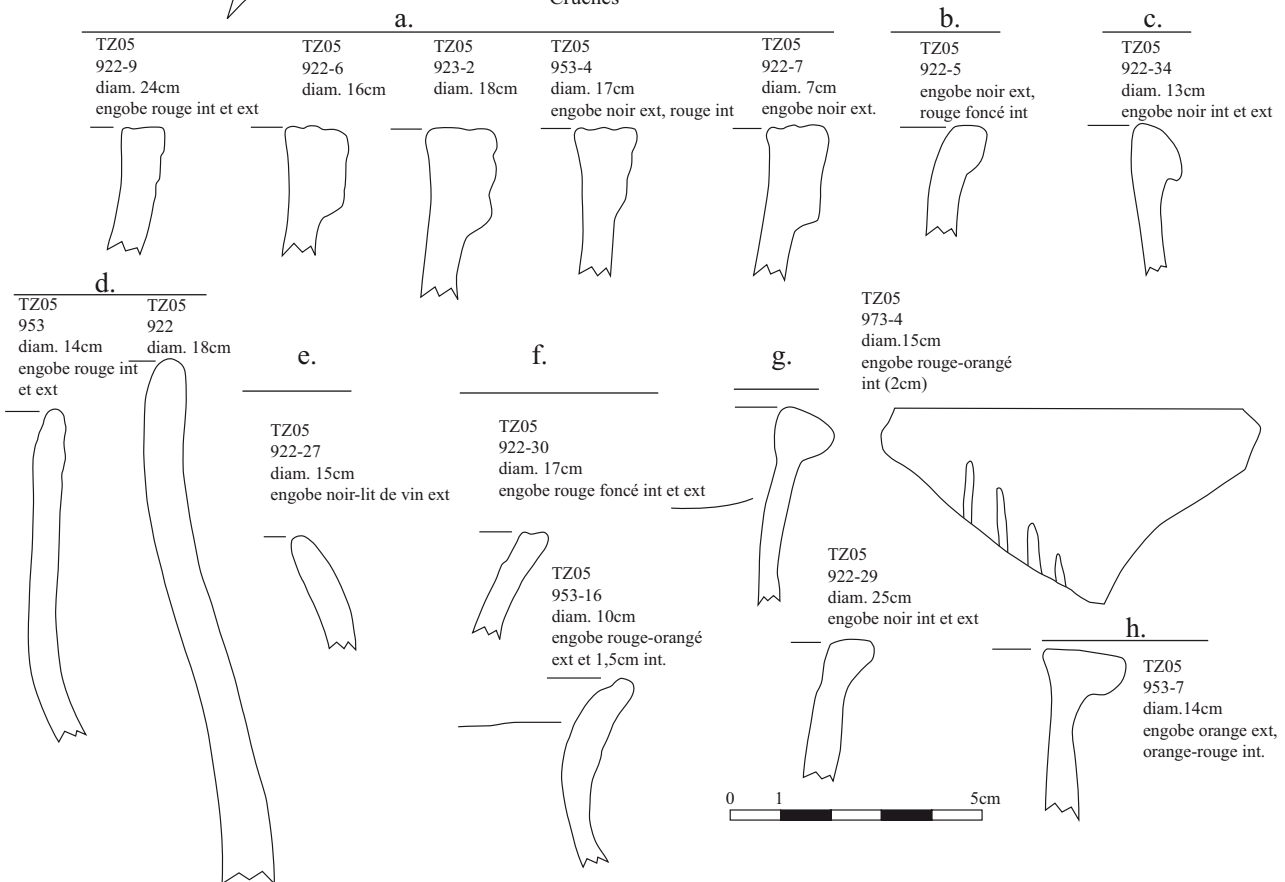 Cruches
a.
b.
c.
TZ05
922-9
diam. 24cm
engobe rouge int et ext
TZ05
922-6
diam. 16cm
TZ05
923-2
diam. 18cm
TZ05
953-4
diam. 17cm
engobe noir ext, rouge int
TZ05
922-7
diam. 7cm
engobe noir ext.
TZ05
922-5
engobe noir ext,
rouge foncé int
TZ05
922-34
diam. 13cm
engobe noir int et ext
d.
TZ05
953
diam. 14cm
engobe rouge int
et ext
TZ05
922
diam. 18cm
e.
TZ05
922-27
diam. 15cm
engobe noir-lit de vin ext
f.
TZ05
922-30
diam. 17cm
engobe rouge foncé int et ext
TZ05
953-16
diam. 10cm
engobe rouge-orangé
ext et 1,5cm int.
g.
TZ05
973-4
diam.15cm
engobe rouge-orangé
int (2cm)
TZ05
922-29
diam. 25cm
engobe noir int et ext
h.
TZ05
953-7
diam.14cm
engobe orange ext,
orange-rouge int.
0 1 5cm